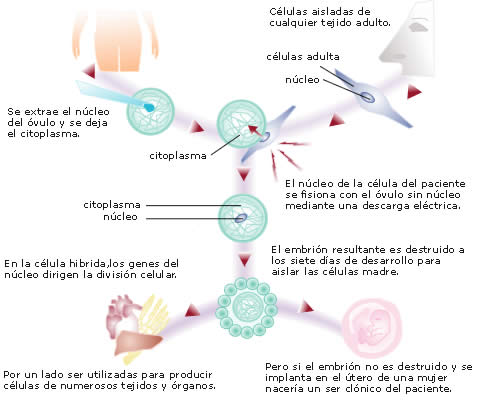 Células aisladas de
cualquier tejido adulto.
células adulta
núcleo
Se extrae el núcleo
del óvulo y se deja
el citoplasma.
citoplasma
El núcleo de la célula del paciente
se fisiona con el óvulo sin núcleo
mediante una descarga eléctrica.
citoplasma
núcleo
En la célula hibrida,los genes del
núcleo dirigen la división celular.
El embrión resultante es destruido a
los siete días de desarrollo para
aislar las células madre.
Por un lado ser utilizadas para producir
células de numerosos tejidos y órganos.
Pero si el embrión no es destruido y se
implanta en el útero de una mujer
nacería un ser clónico del paciente.